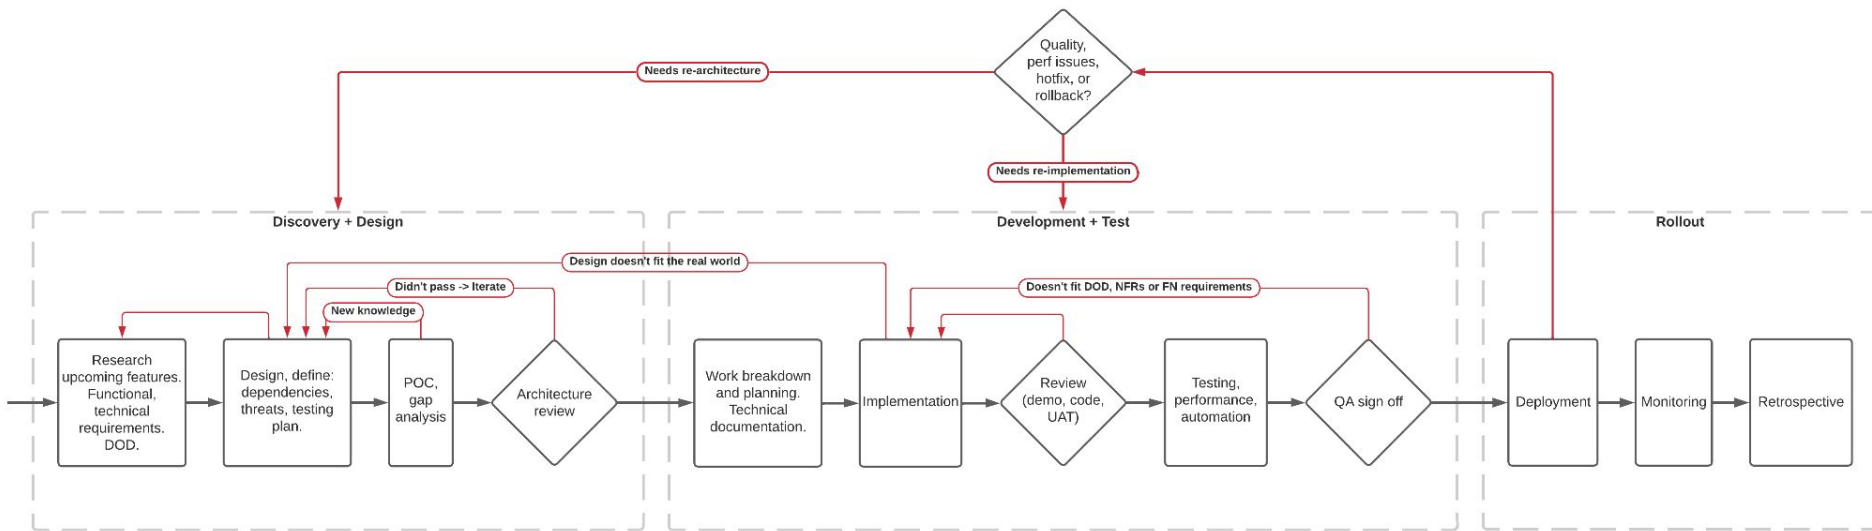 Quality,
perf issues,
hotfix, or
rollback?
Needs re-architecture
Needs re-implementation
Discovery + Design
Development + Test
Rollout
Design doesn't fit the real world
Didn't pass -> Iterate
Doesn't fit DOD, NFRs or FN requirements
New knowledge
Research
upcoming features.
Functional,
technical
requirements.
DOD.
Design, define:
dependencies,
threats, testing
plan.
POC,
gap
analysis
Architecture
review
Work breakdown
and planning.
Technical
documentation.
Implementation
Review
(demo, code,
UAT)
Testing,
performance,
automation
QA sign off
Deployment
Monitoring
Retrospective